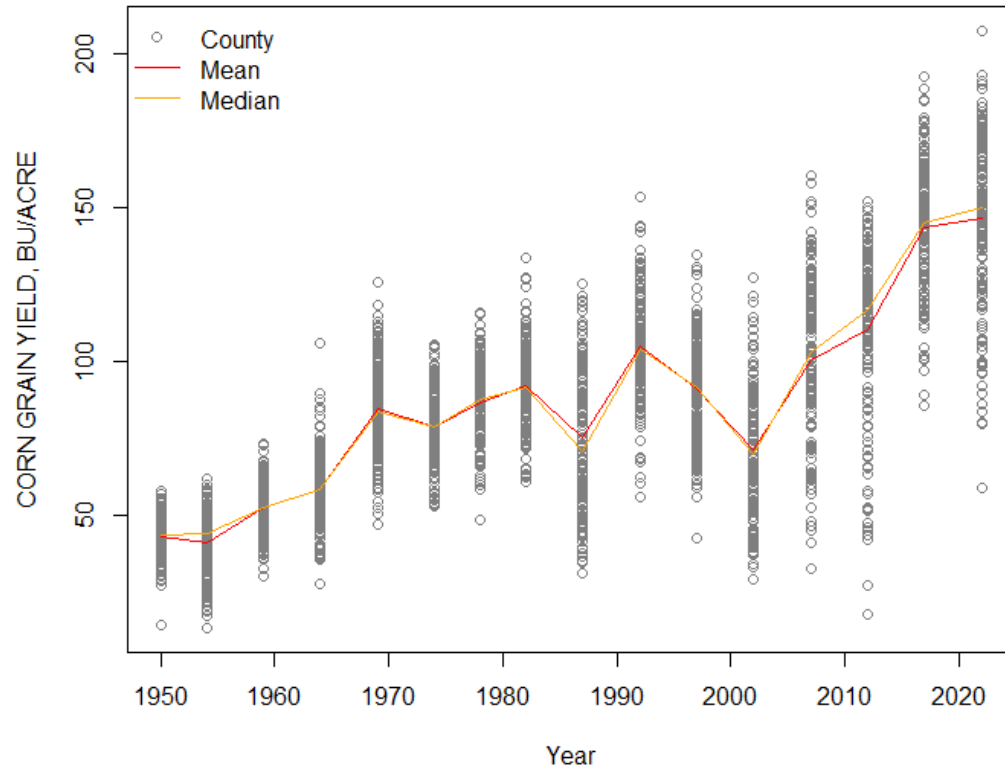 County
Mean
Median
CORN GRAIN YIELD, BU/ACRE
200
150
100
50
1950 1960 1970 1980 1990 2000 2010 2020
Year